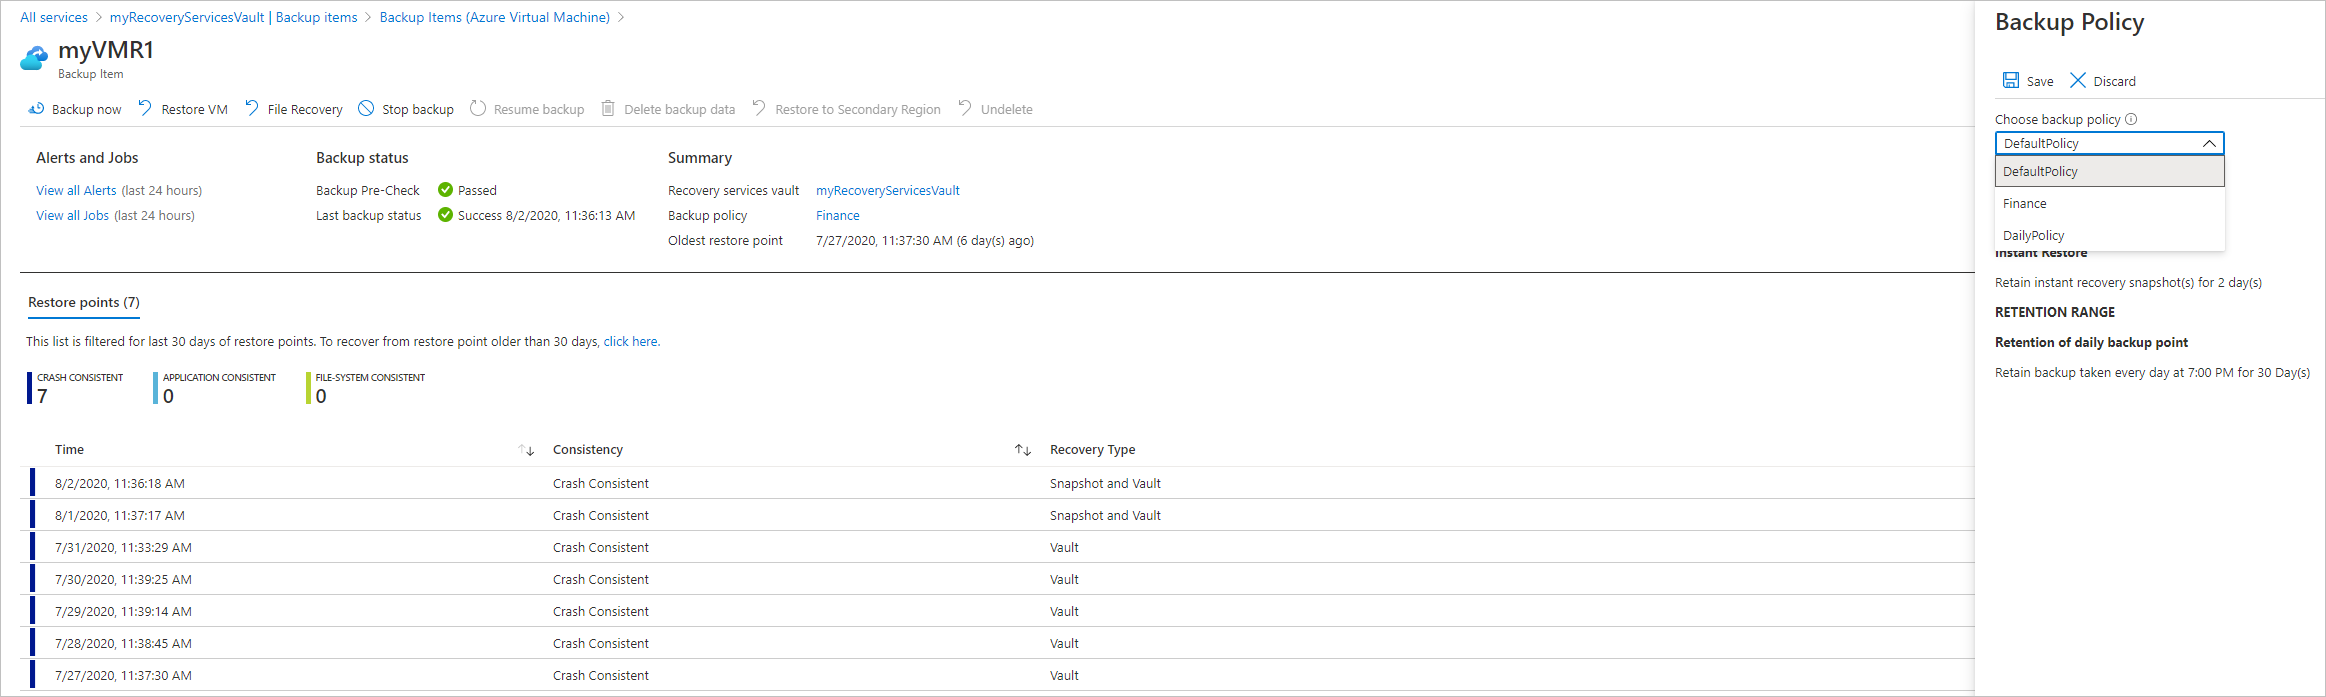 All services > myRecoveryServicesVault | Backup items > Backup Items (Azure Virtual Machine) >
myVMR1
Backup Item
Backup now Restore VM File Recovery Stop backup Resume backup Delete backup data Restore to Secondary Region Undelete
Alerts and Jobs
View all Alerts (last 24 hours)
View all Jobs (last 24 hours)
Backup status
Backup Pre-Check Passed
Last backup status Success 8/2/2020, 11:36:13 AM
Summary
Recovery services vault myRecoveryServicesVault
Backup policy Finance
Oldest restore point 7/27/2020, 11:37:30 AM (6 day(s) ago)
Restore points (7)
This list is filtered for last 30 days of restore points. To recover from restore point older than 30 days, click here.
CRASH CONSISTENT
7
APPLICATION CONSISTENT
0
FILE-SYSTEM CONSISTENT
0
Time Consistency Recovery Type
8/2/2020, 11:36:18 AM Crash Consistent Snapshot and Vault
8/1/2020, 11:37:17 AM Crash Consistent Snapshot and Vault
7/31/2020, 11:33:29 AM Crash Consistent Vault
7/30/2020, 11:39:25 AM Crash Consistent Vault
7/29/2020, 11:39:14 AM Crash Consistent Vault
7/28/2020, 11:38:45 AM Crash Consistent Vault
7/27/2020, 11:37:30 AM Crash Consistent Vault
Backup Policy
Save Discard
Choose backup policy
DefaultPolicy
DefaultPolicy
Finance
DailyPolicy
Instant Restore
Retain instant recovery snapshot(s) for 2 day(s)
RETENTION RANGE
Retention of daily backup point
Retain backup taken every day at 7:00 PM for 30 Day(s)